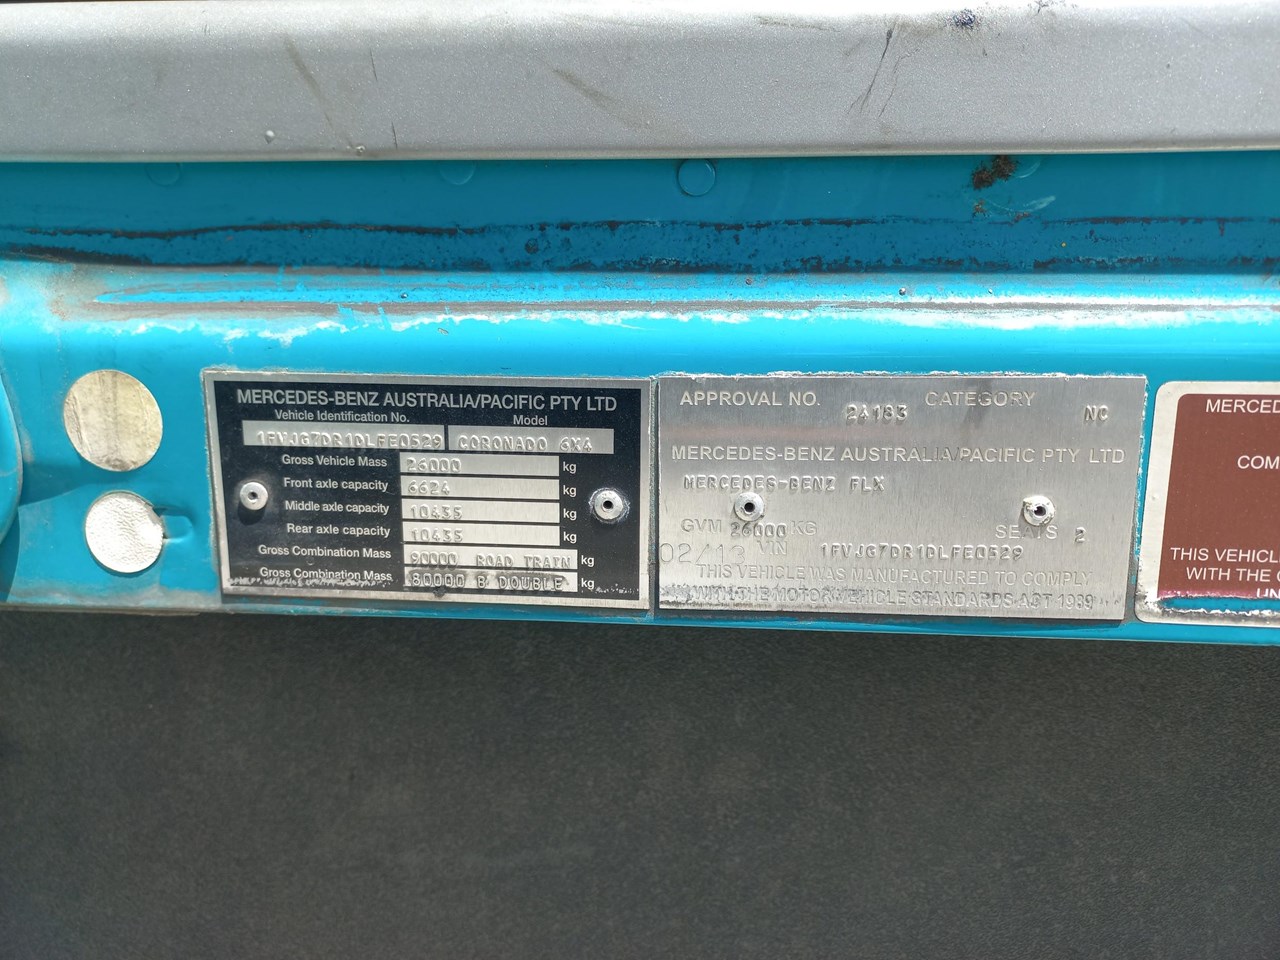 MERCEDES-BENZ AUSTRALIA/PACIFIC PTY LTD
Vehicle Identification No. Model
1FVJG7DR1DLFE0529 CORONADO 6X4
Gross Vehicle Mass 26000 kg
Front axle capacity 6624 kg
Middle axle capacity 10435 kg
Rear axle capacity 10435 kg
Gross Combination Mass 90000 ROAD TRAIN kg
Gross Combination Mass 80000 B/DOUBLE kg
APPROVAL NO. 24183 CATEGORY NC
MERCEDES-BENZ AUSTRALIA/PACIFIC PTY LTD
MERCEDES-BENZ FLX
GVM 26000 KG SEATS 2
02/13 VIN 1FVJG7DR1DLFE0529
THIS VEHICLE WAS MANUFACTURED TO COMPLY
WITH THE MOTOR VEHICLE STANDARDS ACT 1989
MERCED
COM
THIS VEHICL
WITH THE
UN